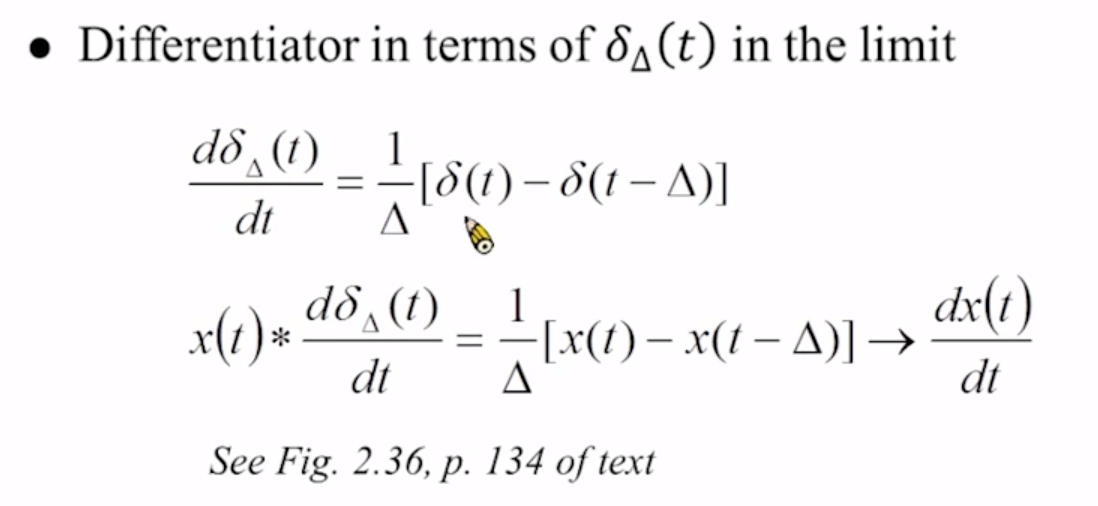 • Differentiator in terms of δ_Δ(t) in the limit
dδ_Δ(t)/dt = 1/Δ [δ(t) − δ(t − Δ)]
x(t) * dδ_Δ(t)/dt = 1/Δ [x(t) − x(t − Δ)] → dx(t)/dt
See Fig. 2.36, p. 134 of text